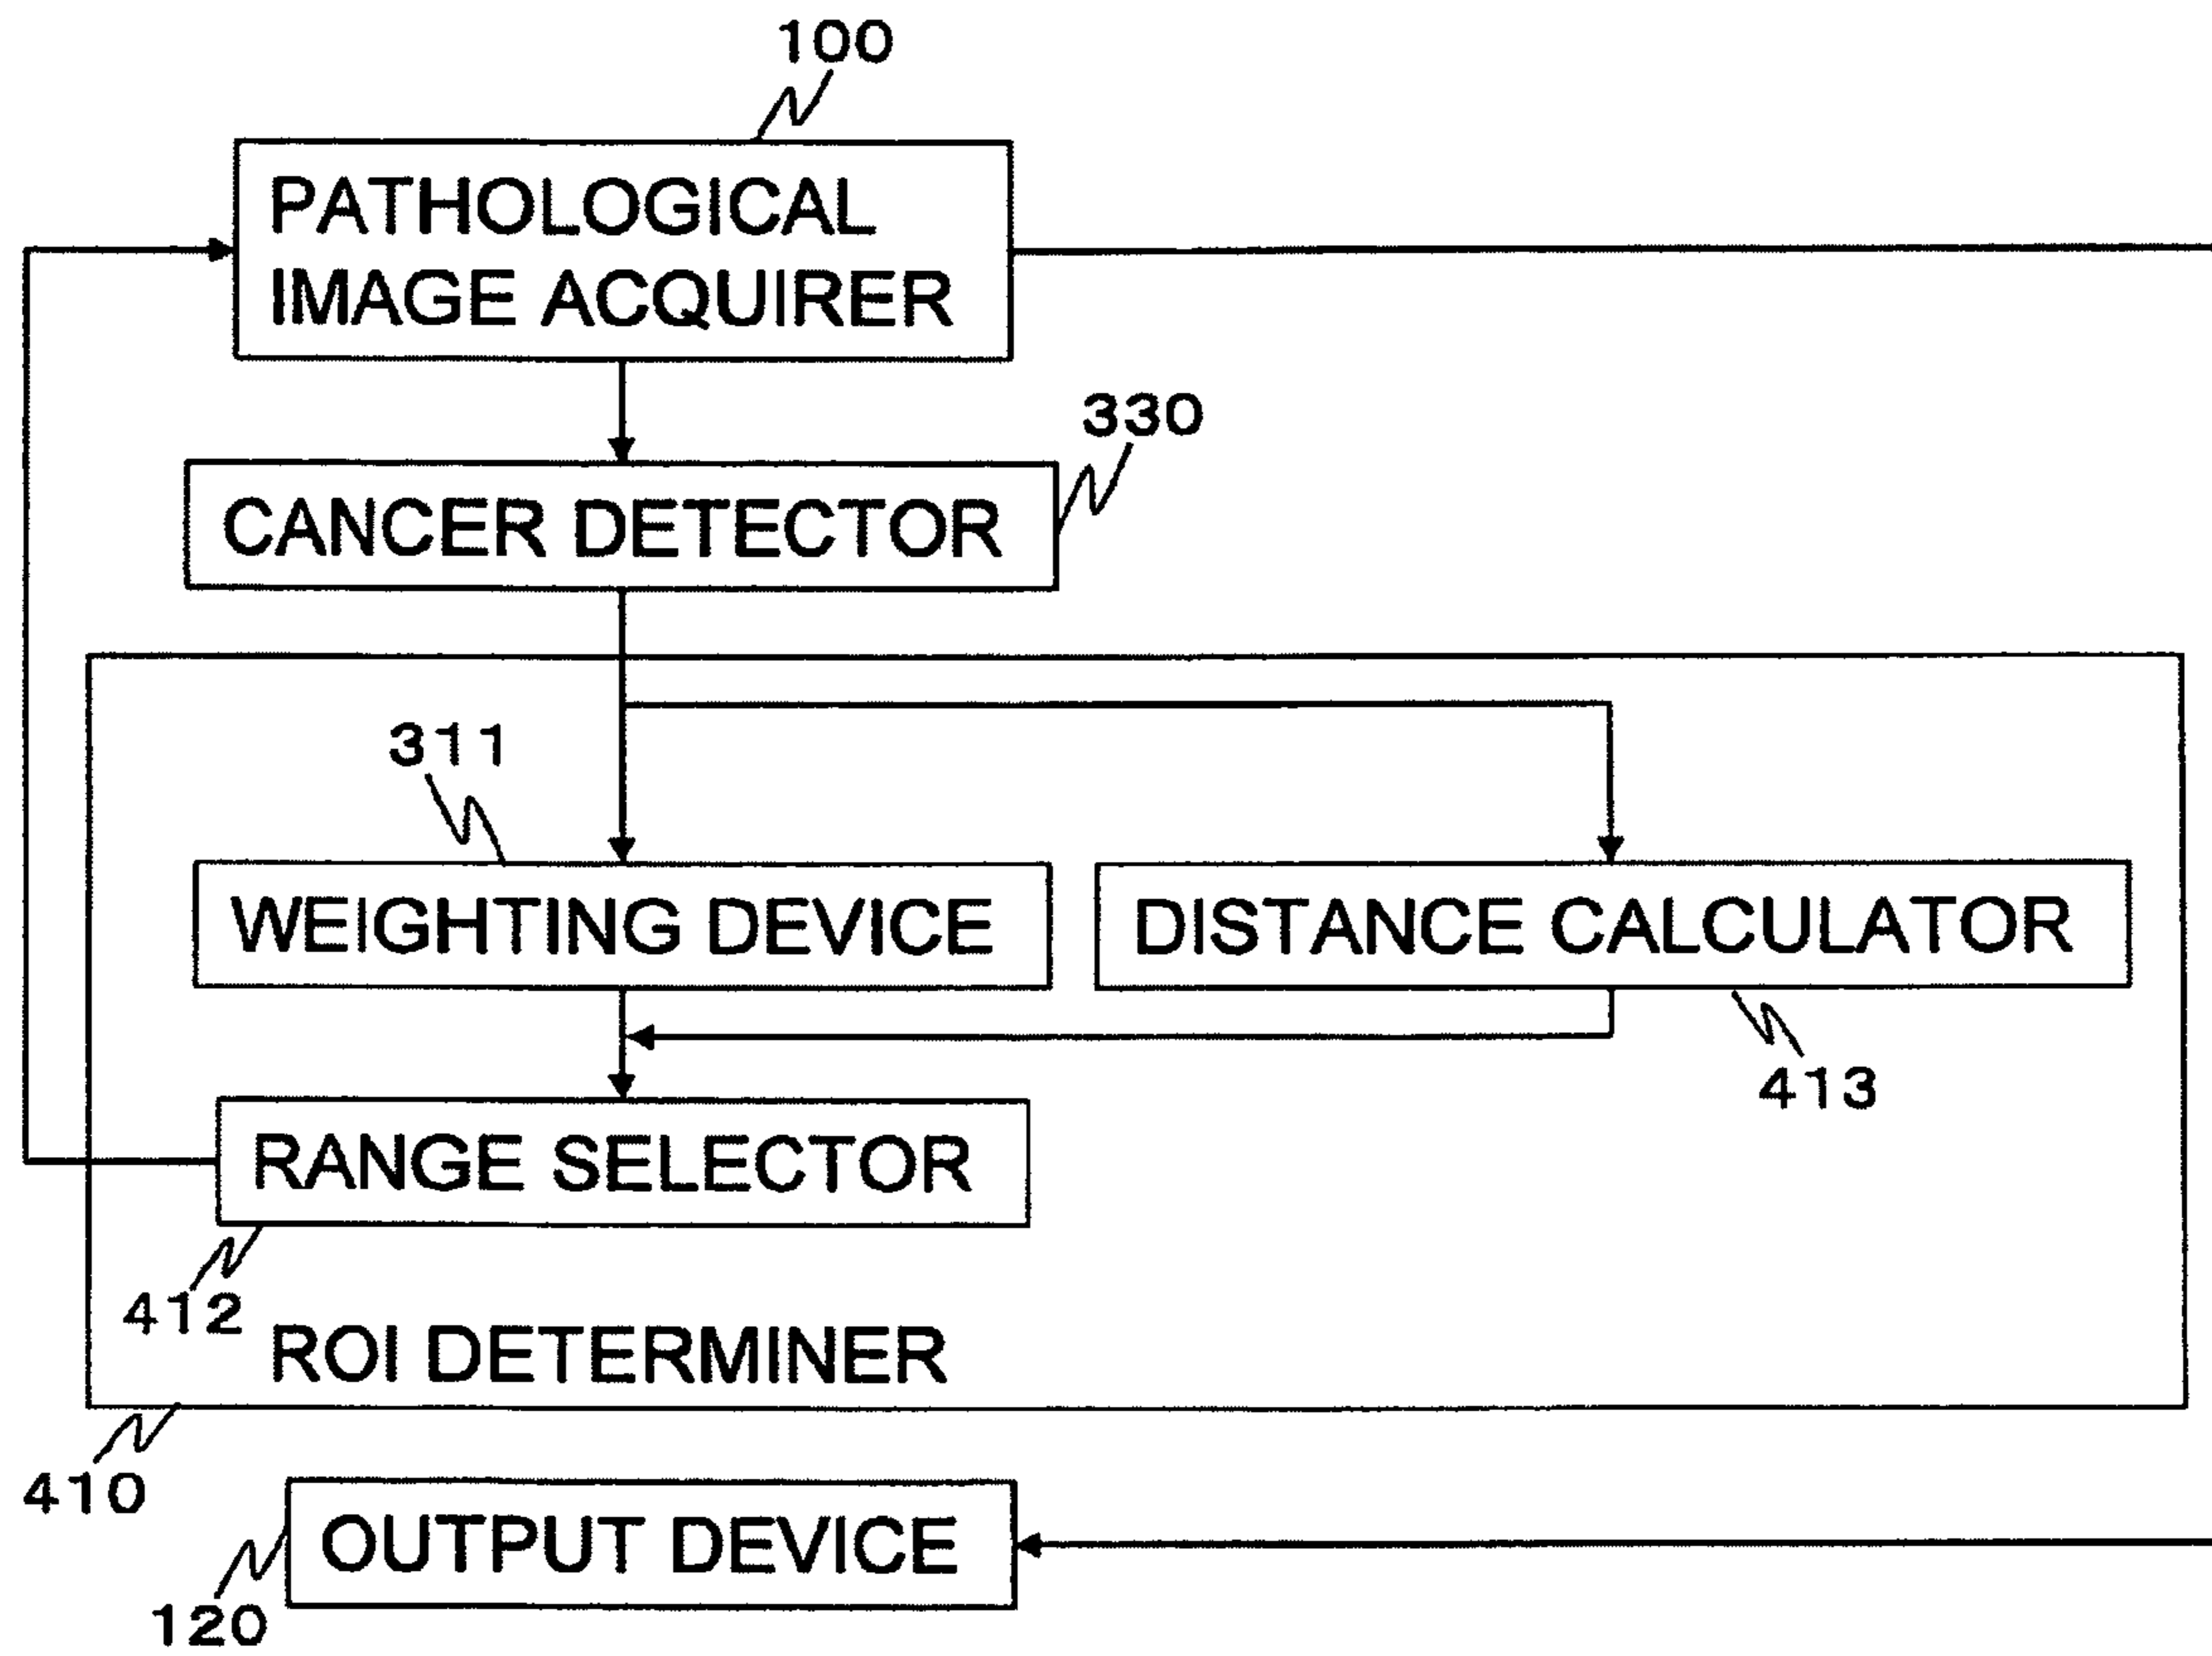 100
PATHOLOGICAL
IMAGE ACQUIRER
330
CANCER DETECTOR
311
WEIGHTING DEVICE
DISTANCE CALCULATOR
413
RANGE SELECTOR
412
ROI DETERMINER
410
OUTPUT DEVICE
120